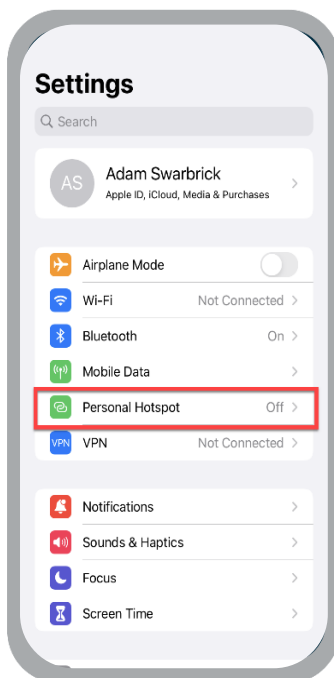 Settings
Search
AS
Adam Swarbrick
Apple ID, iCloud, Media & Purchases
Airplane Mode
Wi-Fi Not Connected
Bluetooth On
Mobile Data
Personal Hotspot Off
VPN VPN Not Connected
Notifications
Sounds & Haptics
Focus
Screen Time